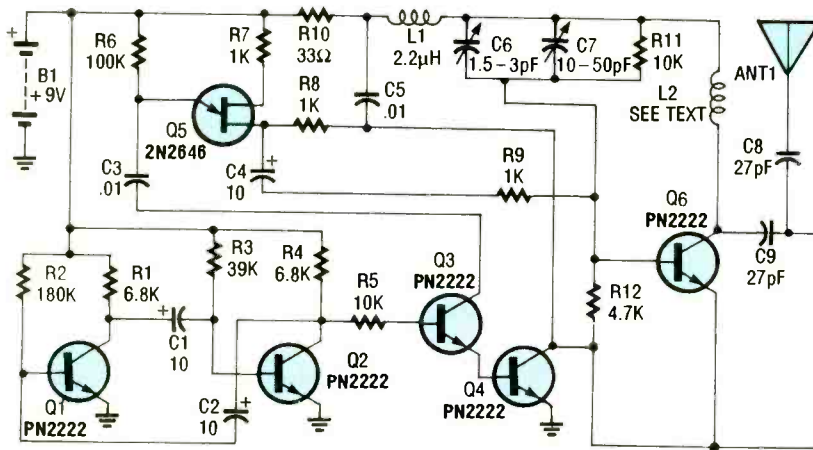 B1
+9V
+
+
R6
100K
R7
1K
R10
33Ω
L1
2.2µH
C6
1.5–3pF
C7
10–50pF
R11
10K
ANT1
L2
SEE TEXT
R8
1K
C5
.01
Q5
2N2646
C3
.01
C4
10
+
R9
1K
C8
27pF
Q6
PN2222
C9
27pF
R2
180K
R1
6.8K
R3
39K
R4
6.8K
R5
10K
Q3
PN2222
R12
4.7K
+
C1
10
Q1
PN2222
C2
10
+
Q2
PN2222
Q4
PN2222